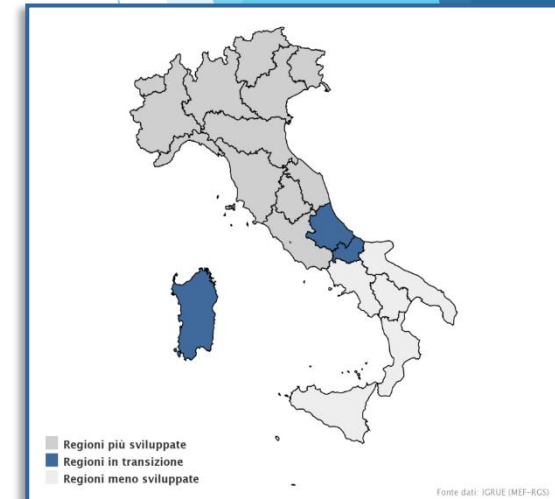 Regioni più sviluppate
Regioni in transizione
Regioni meno sviluppate
Fonte dati: IGRUE (MEF-RGS)